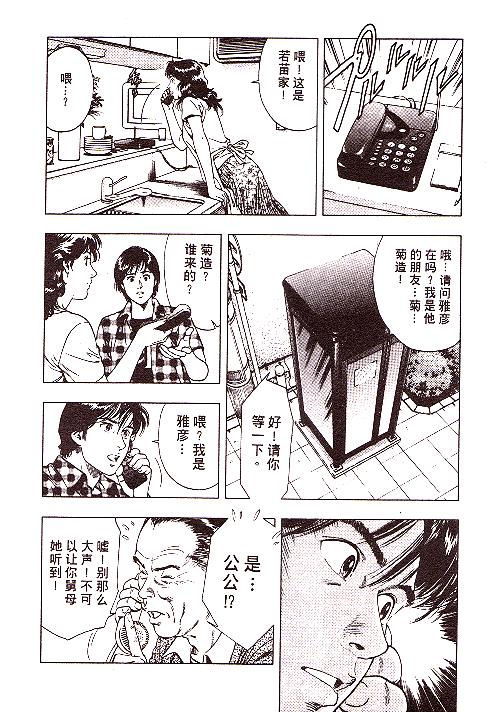 喂！这是
若苗家！
喂
…？
哦…请问雅彦
在吗？我是他
的朋友…菊…
菊造！
好！请你
等一下。
菊造？
谁来的？
喂？我是
雅彦…
是…
公公!?
嘘！别那么
大声！不可
以让你舅母
她听到！